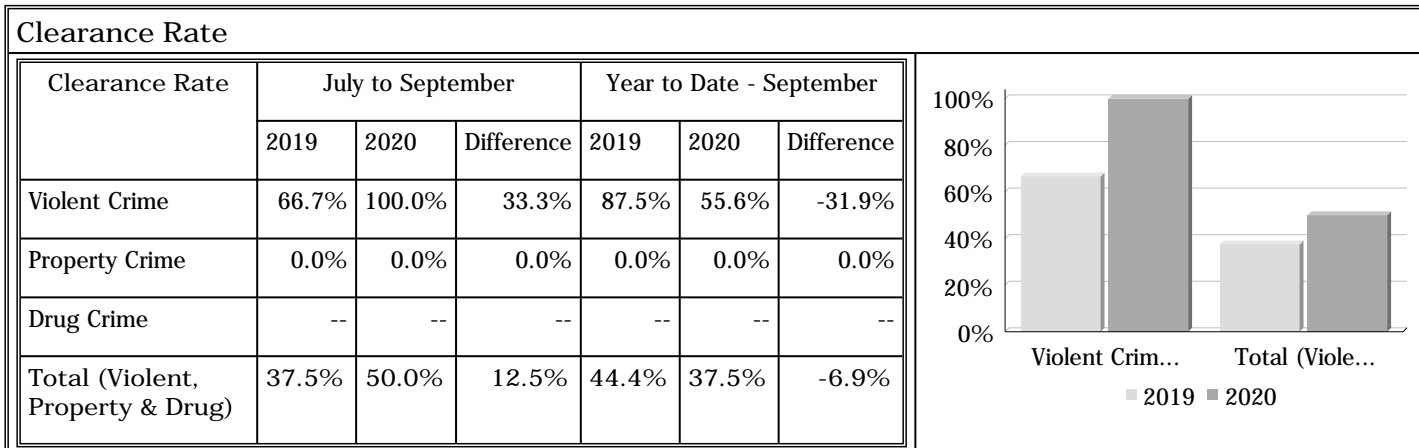 Clearance Rate
Clearance Rate July to September Year to Date - September
2019 2020 Difference 2019 2020 Difference
Violent Crime 66.7% 100.0% 33.3% 87.5% 55.6% -31.9%
Property Crime 0.0% 0.0% 0.0% 0.0% 0.0% 0.0%
Drug Crime -- -- -- -- -- --
Total (Violent,
Property & Drug) 37.5% 50.0% 12.5% 44.4% 37.5% -6.9%
100%
80%
60%
40%
20%
0%
Violent Crim... Total (Viole...
2019 2020